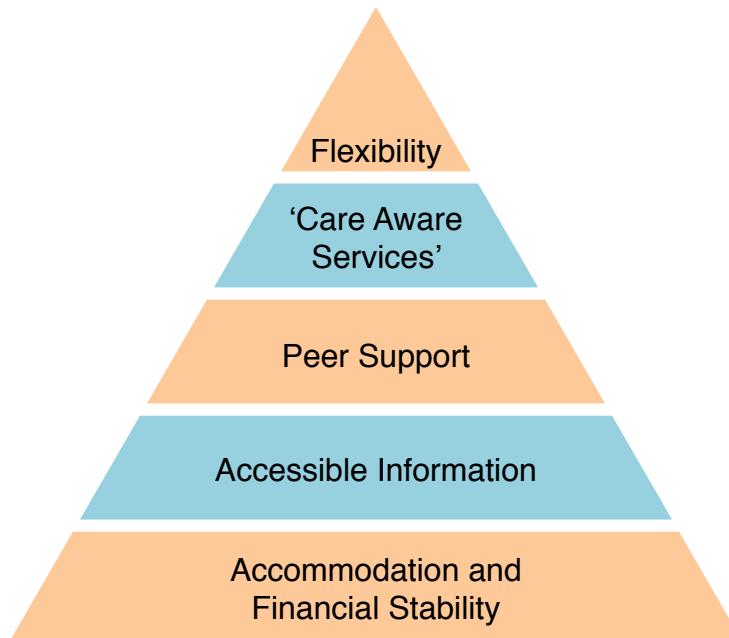 Flexibility
‘Care Aware
Services’
Peer Support
Accessible Information
Accommodation and
Financial Stability